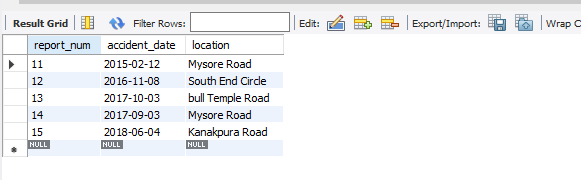 Result Grid Filter Rows: Edit: Export/Import: Wrap C
report_num accident_date location
11 2015-02-12 Mysore Road
12 2016-11-08 South End Circle
13 2017-10-03 bull Temple Road
14 2017-09-03 Mysore Road
15 2018-06-04 Kanakpura Road
NULL NULL NULL